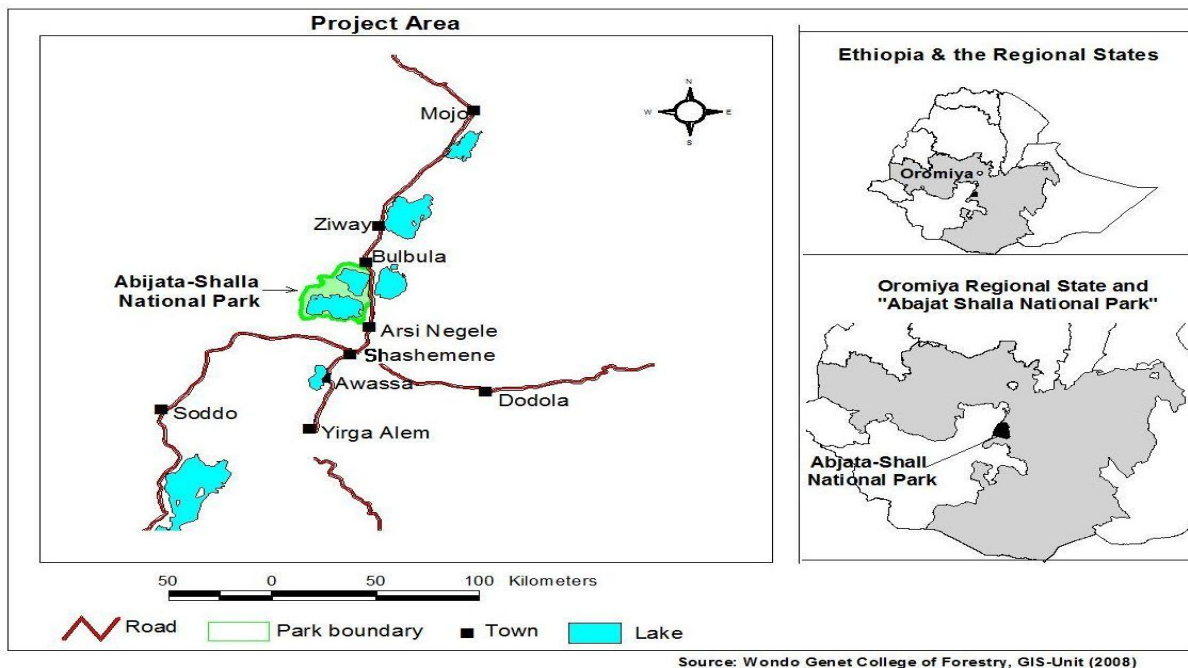 Project Area
Mojo
N
W
E
S
Ziway
Bulbula
Abijata-Shalla
National Park
Arsi Negele
Shashemene
Awassa
Dodola
Soddo
Yirga Alem
50 0 50 100 Kilometers
Road
Park boundary
Town
Lake
Ethiopia & the Regional States
Oromiya
Oromiya Regional State and
"Abajat Shalla National Park"
Abjata-Shall
National Park
Source: Wondo Genet College of Forestry, GIS-Unit (2008)